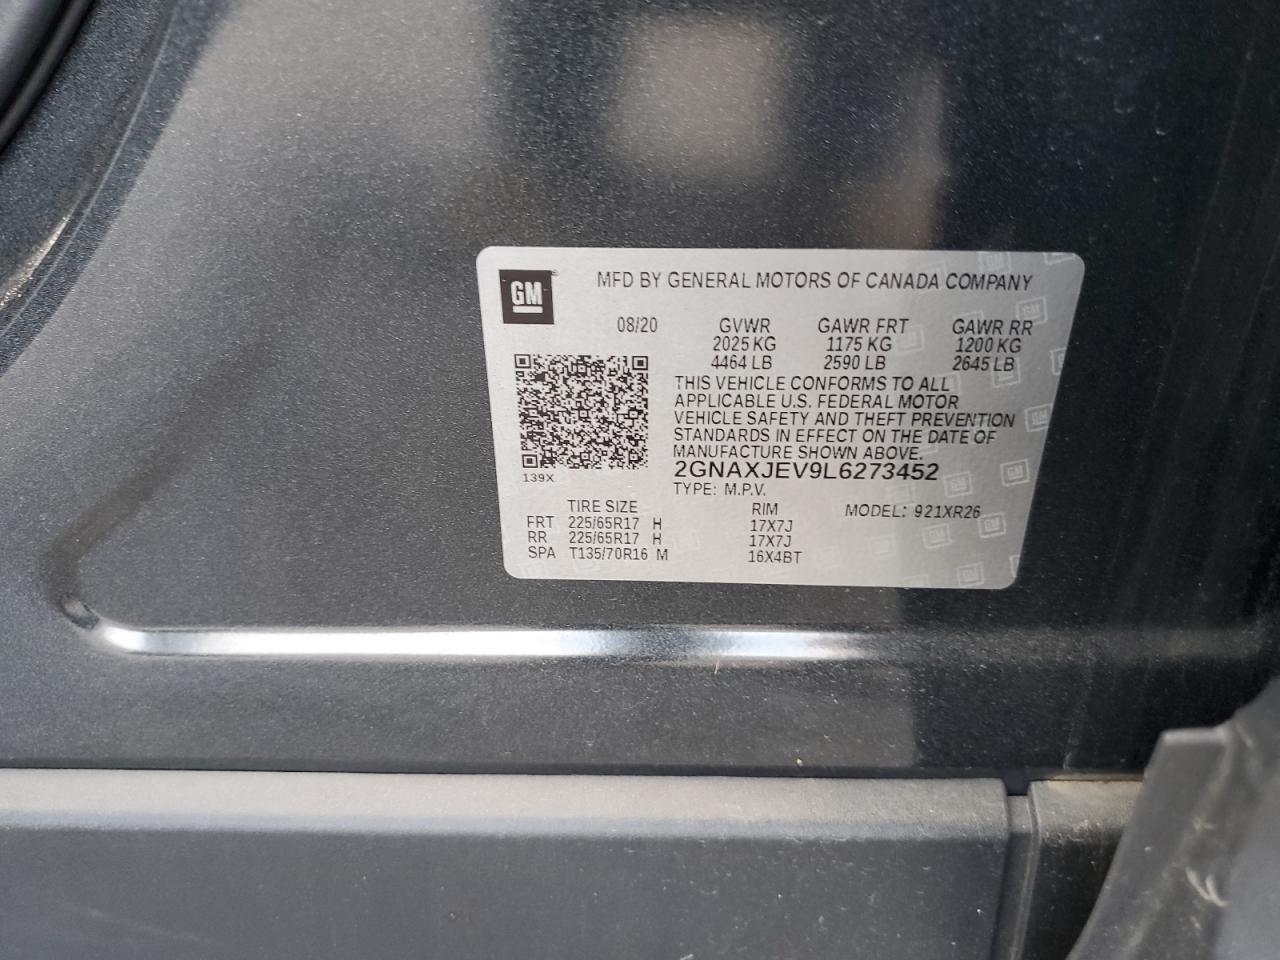 GM
MFD BY GENERAL MOTORS OF CANADA COMPANY
08/20 GVWR GAWR FRT GAWR RR
2025 KG 1175 KG 1200 KG
4464 LB 2590 LB 2645 LB
THIS VEHICLE CONFORMS TO ALL
APPLICABLE U.S. FEDERAL MOTOR
VEHICLE SAFETY AND THEFT PREVENTION
STANDARDS IN EFFECT ON THE DATE OF
MANUFACTURE SHOWN ABOVE.
139X 2GNAXJEV9L6273452
TYPE: M.P.V.
TIRE SIZE RIM MODEL: 921XR26
FRT 225/65R17 H 17X7J
RR 225/65R17 H 17X7J
SPA T135/70R16 M 16X4BT